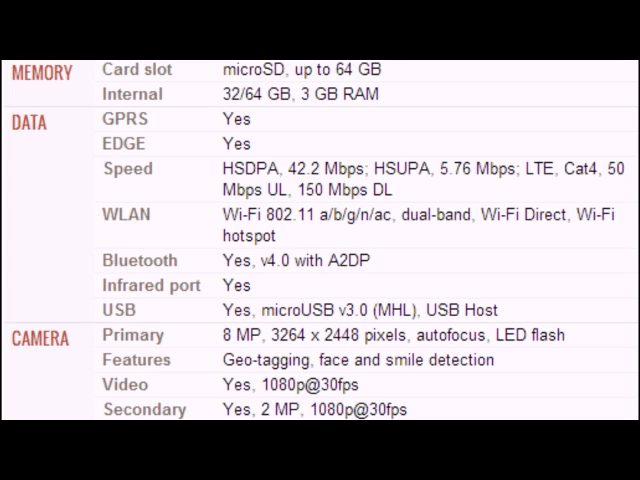 MEMORY Card slot microSD, up to 64 GB
Internal 32/64 GB, 3 GB RAM
DATA GPRS Yes
EDGE Yes
Speed HSDPA, 42.2 Mbps; HSUPA, 5.76 Mbps; LTE, Cat4, 50
Mbps UL, 150 Mbps DL
WLAN Wi-Fi 802.11 a/b/g/n/ac, dual-band, Wi-Fi Direct, Wi-Fi
hotspot
Bluetooth Yes, v4.0 with A2DP
Infrared port Yes
USB Yes, microUSB v3.0 (MHL), USB Host
CAMERA Primary 8 MP, 3264 x 2448 pixels, autofocus, LED flash
Features Geo-tagging, face and smile detection
Video Yes, 1080p@30fps
Secondary Yes, 2 MP, 1080p@30fps